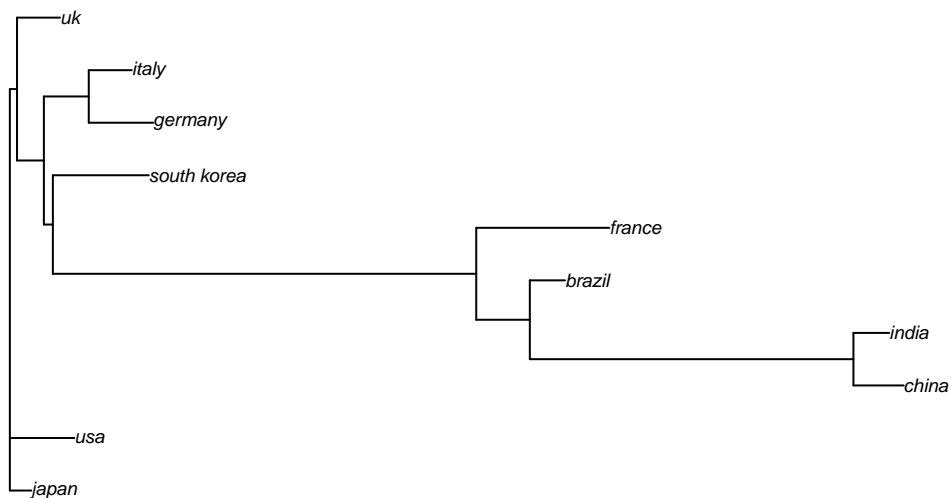 uk
italy
germany
south korea
france
brazil
india
china
usa
japan